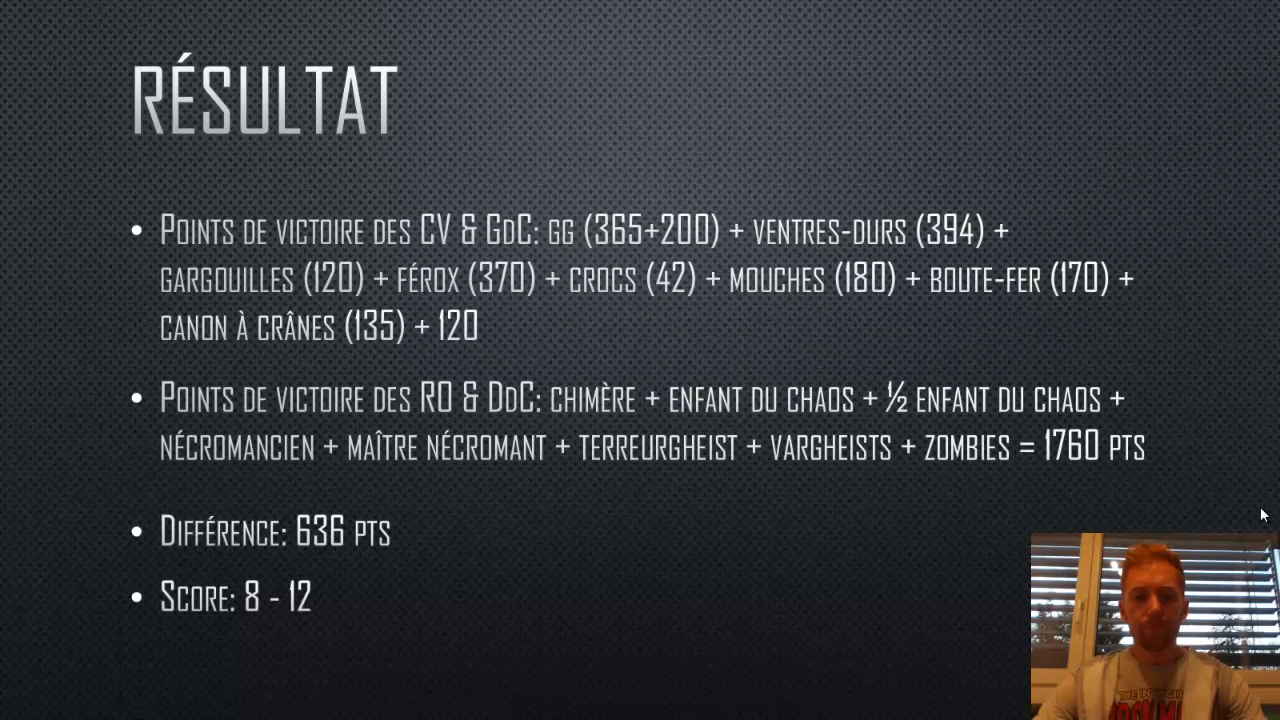 RÉSULTAT
• Points de victoire des CV & GdC: gg (365+200) + ventres-durs (394) +
gargouilles (120) + férox (370) + crocs (42) + mouches (180) + boute-fer (170) +
canon à crânes (135) + 120
• Points de victoire des RO & DdC: chimère + enfant du chaos + ½ enfant du chaos +
nécromancien + maître nécromant + terreurgheist + vargheists + zombies = 1760 pts
• Différence: 636 pts
• Score: 8 - 12
THE INVINCIBLE
IRON M